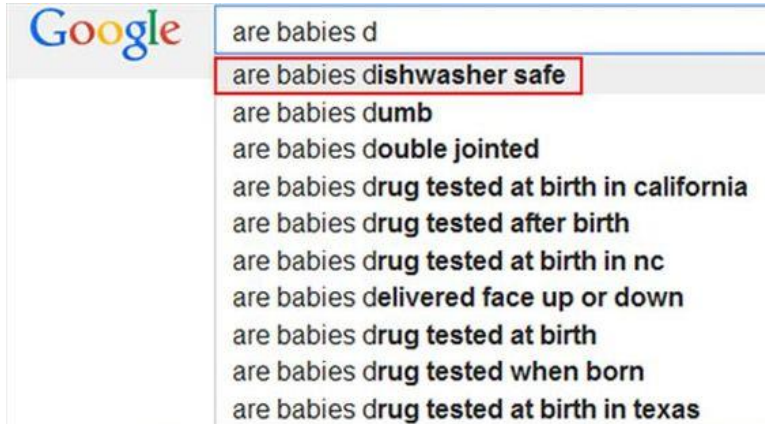 Google
are babies d
are babies dishwasher safe
are babies dumb
are babies double jointed
are babies drug tested at birth in california
are babies drug tested after birth
are babies drug tested at birth in nc
are babies delivered face up or down
are babies drug tested at birth
are babies drug tested when born
are babies drug tested at birth in texas